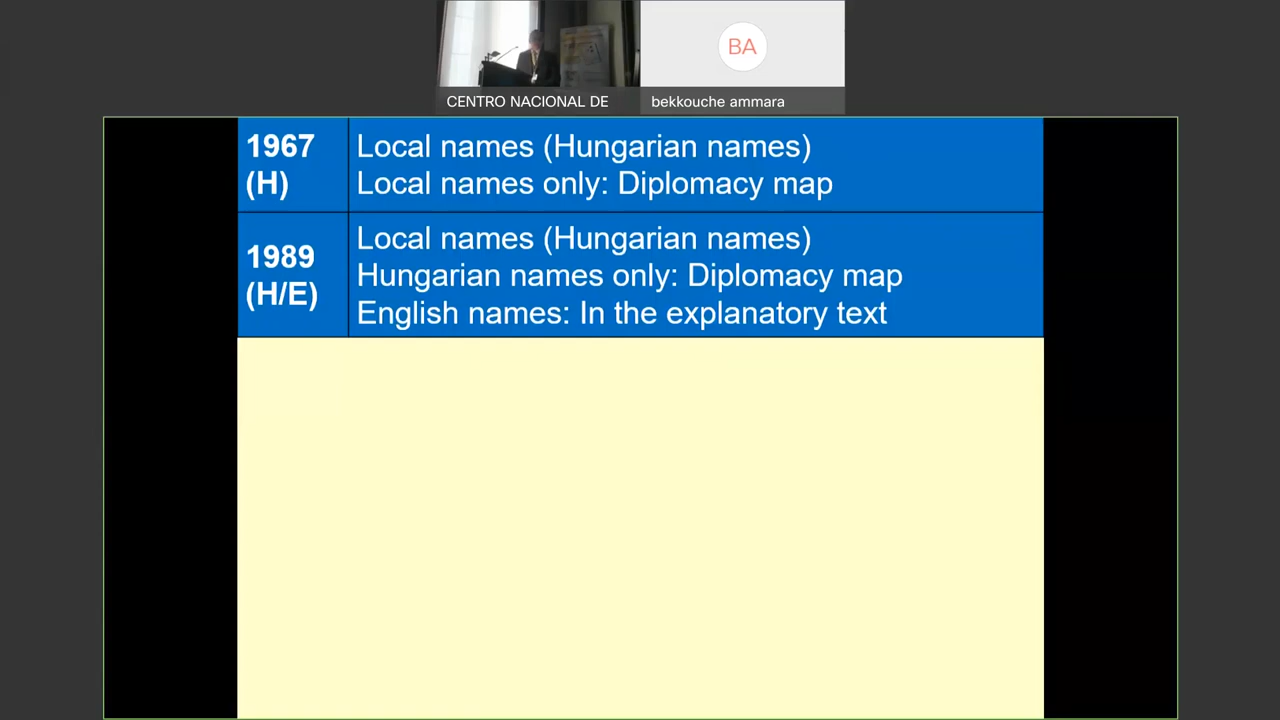 CENTRO NACIONAL DE
BA
bekkouche ammara
1967
(H)
Local names (Hungarian names)
Local names only: Diplomacy map
1989
(H/E)
Local names (Hungarian names)
Hungarian names only: Diplomacy map
English names: In the explanatory text